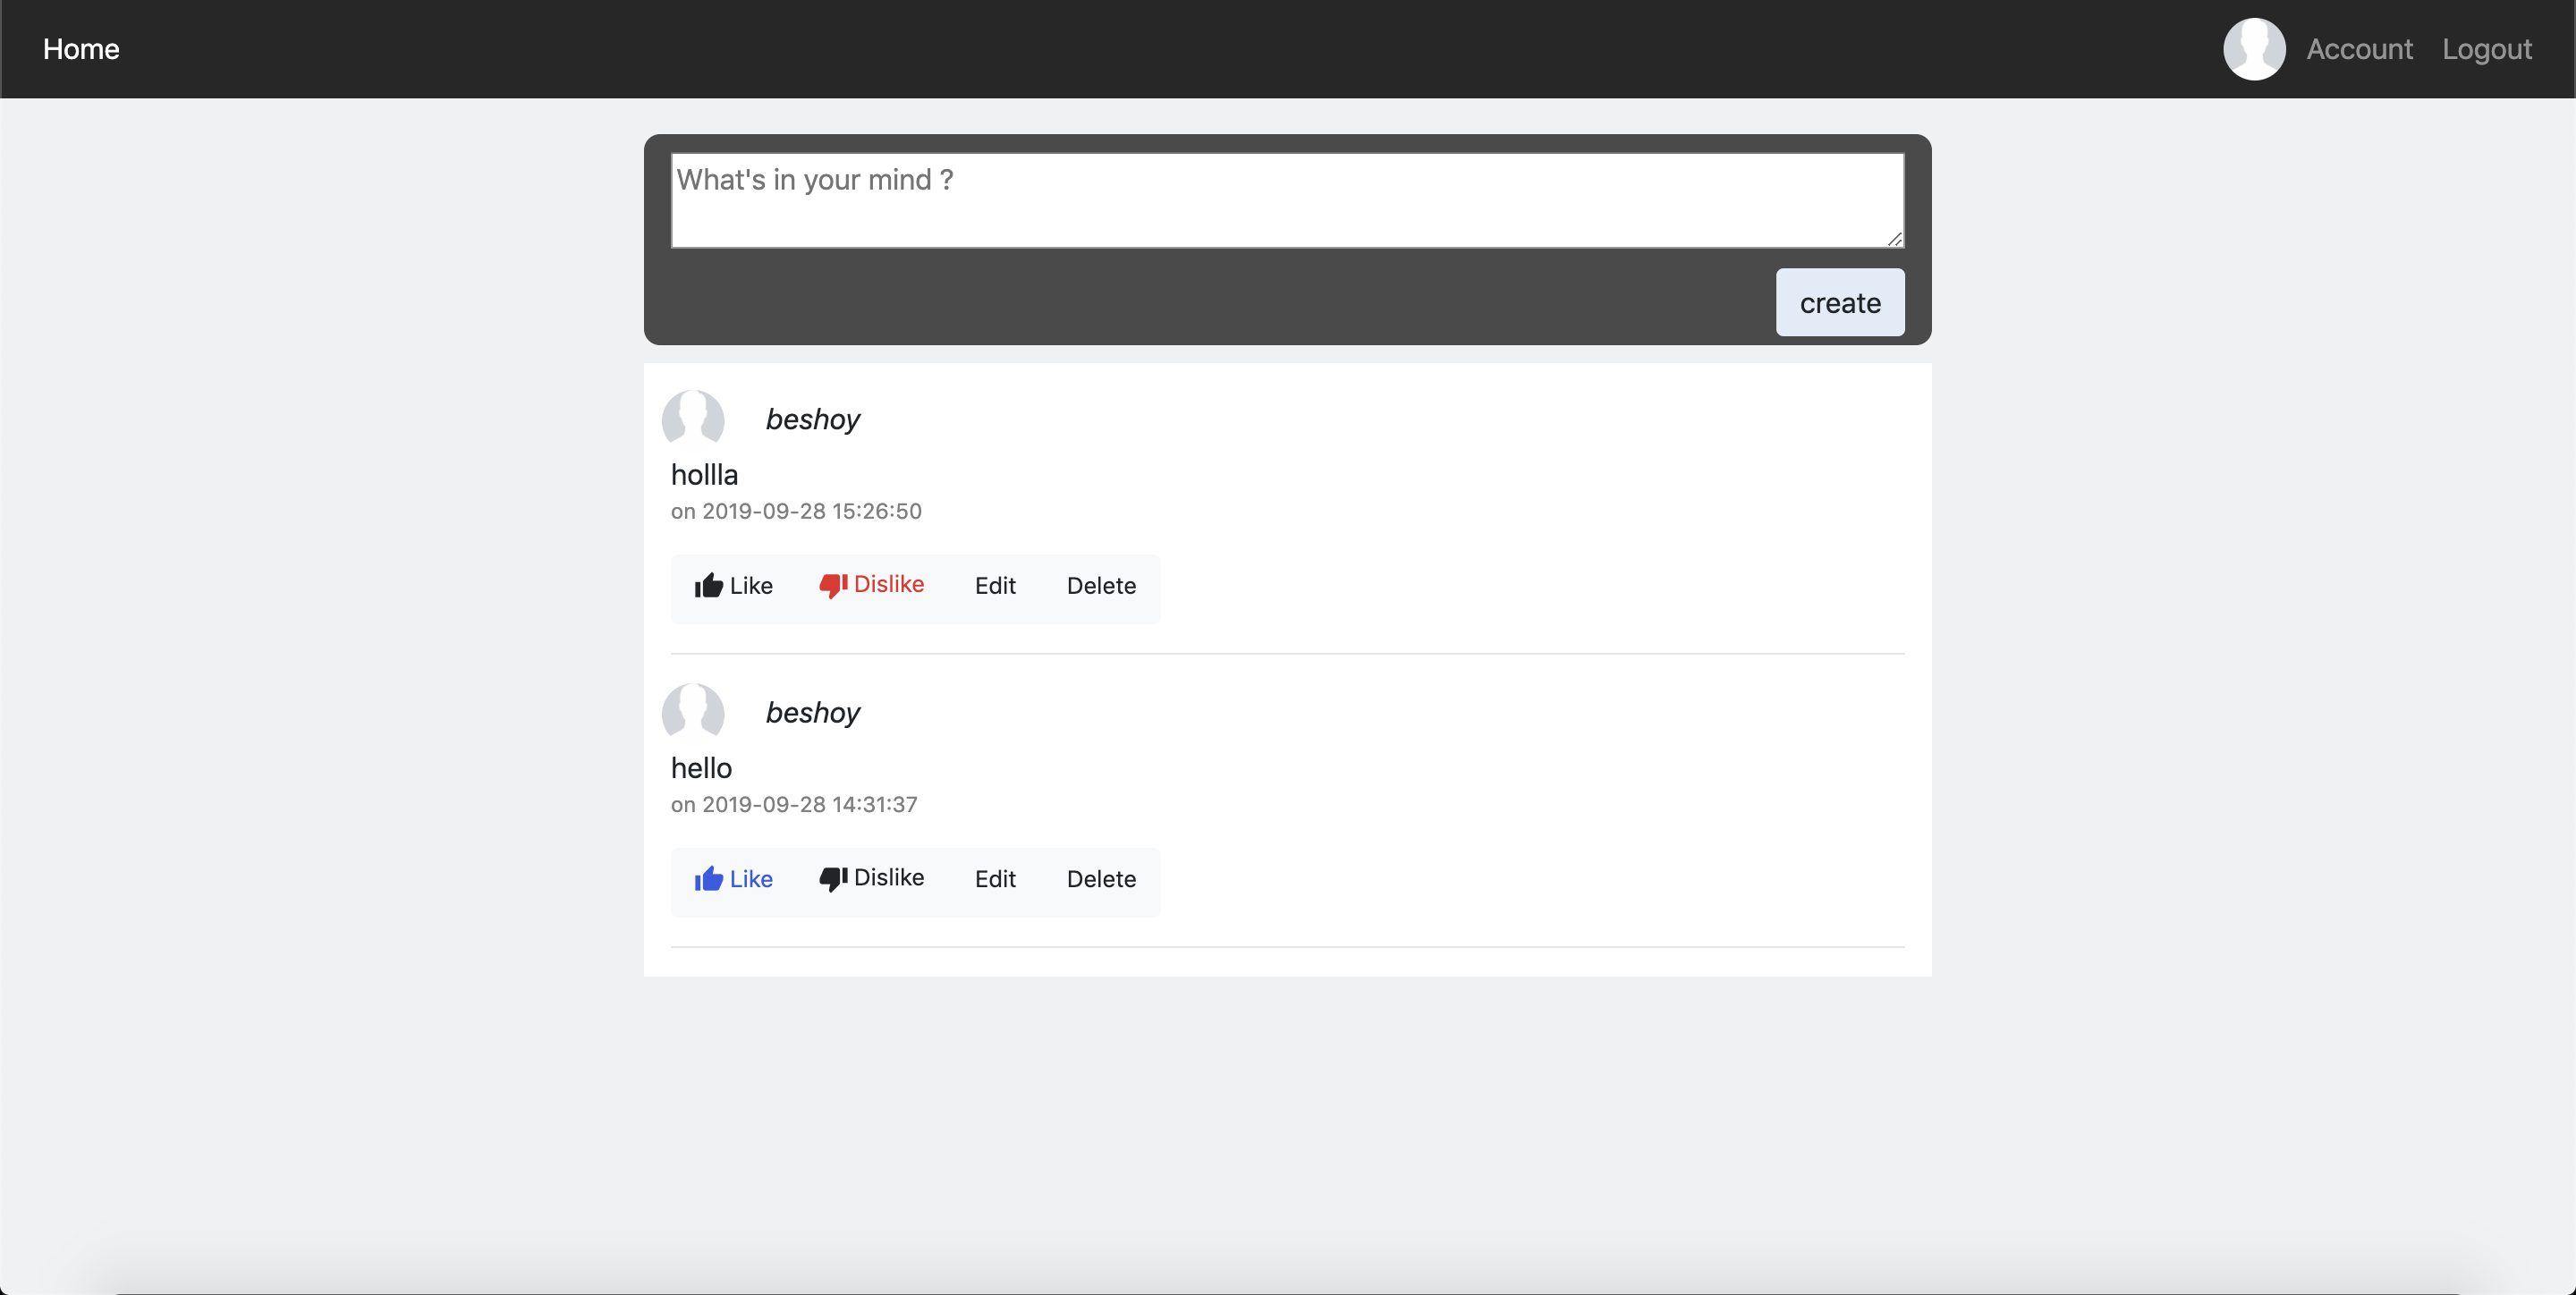 Home Account Logout
What's in your mind ?
create
beshoy
hollla
on 2019-09-28 15:26:50
Like Dislike Edit Delete
beshoy
hello
on 2019-09-28 14:31:37
Like Dislike Edit Delete